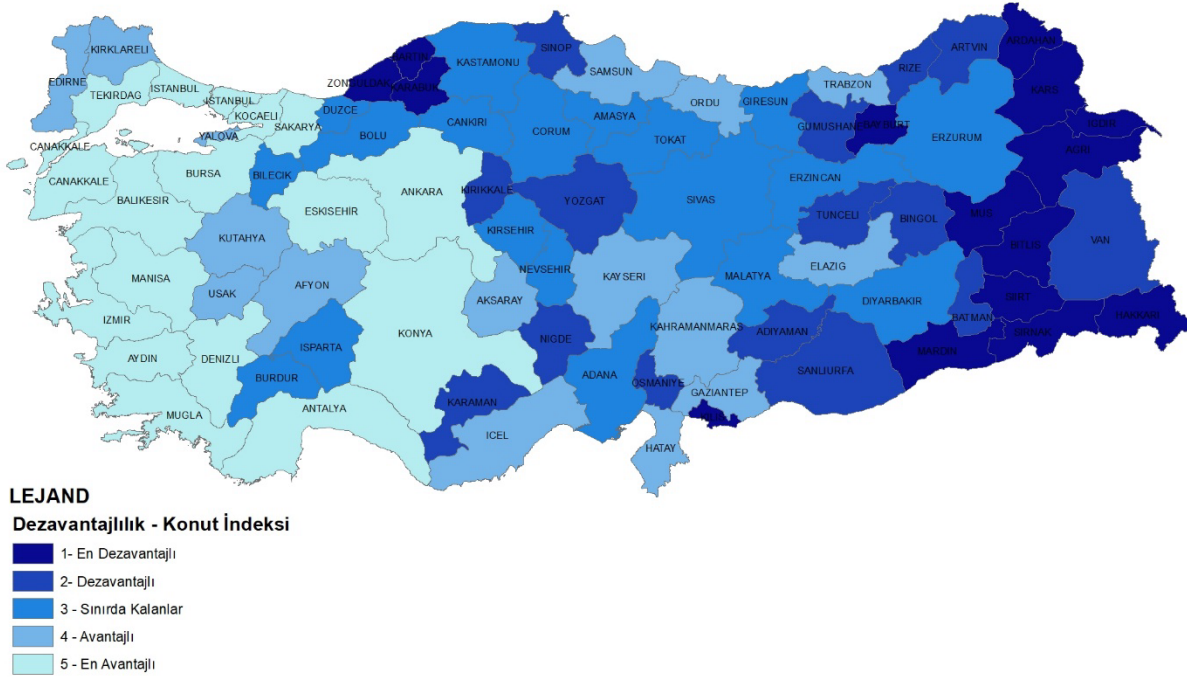 KIRKLARELI
EDIRNE
TEKIRDAG
ISTANBUL
ISTANBUL
KOCAELI
YALOVA
SAKARYA
CANAKKALE
CANAKKALE
BURSA
BALIKESIR
BILECIK
DUZCE
BOLU
ZONGULDAK
BARTIN
KARABUK
KASTAMONU
SINOP
CANKIRI
CORUM
SAMSUN
AMASYA
ORDU
TOKAT
GIRESUN
TRABZON
GUMUSHANE
BAYBURT
RIZE
ARTVIN
ARDAHAN
KARS
IGDIR
AGRI
ERZURUM
ERZINCAN
ANKARA
ESKISEHIR
KUTAHYA
KIRIKKALE
YOZGAT
SIVAS
TUNCELI
BINGOL
MUS
BITLIS
VAN
MANISA
USAK
AFYON
KIRSEHIR
NEVSEHIR
KAYSERI
MALATYA
ELAZIG
DIYARBAKIR
BATMAN
SIIRT
SIRNAK
HAKKARI
MARDIN
IZMIR
AYDIN
DENIZLI
ISPARTA
BURDUR
KONYA
AKSARAY
NIGDE
KAHRAMANMARAS
ADIYAMAN
SANLIURFA
MUGLA
ANTALYA
KARAMAN
ICEL
ADANA
OSMANIYE
GAZIANTEP
HATAY
LEJAND
Dezavantajlılık - Konut İndeksi
1- En Dezavantajlı
2- Dezavantajlı
3 - Sınırda Kalanlar
4 - Avantajlı
5 - En Avantajlı